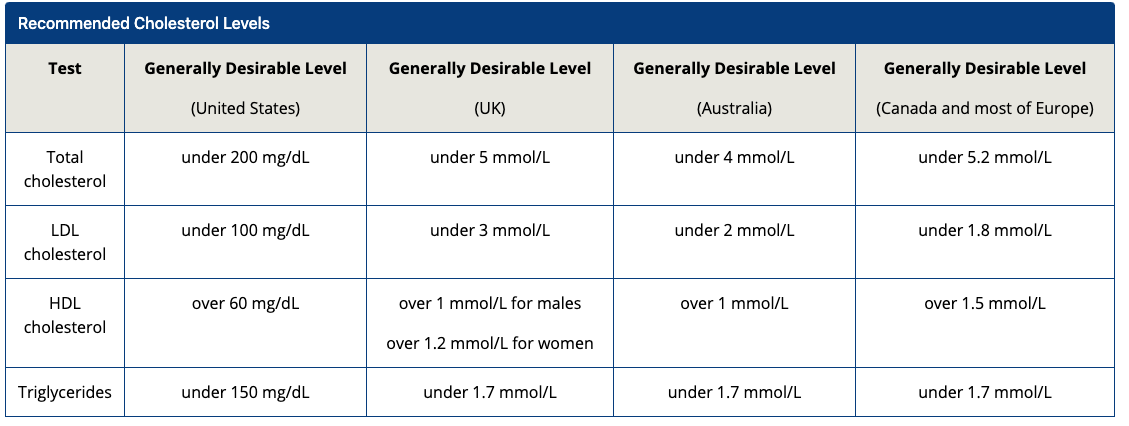 Recommended Cholesterol Levels
Test Generally Desirable Level Generally Desirable Level Generally Desirable Level Generally Desirable Level
(United States) (UK) (Australia) (Canada and most of Europe)
Total under 200 mg/dL under 5 mmol/L under 4 mmol/L under 5.2 mmol/L
cholesterol
LDL under 100 mg/dL under 3 mmol/L under 2 mmol/L under 1.8 mmol/L
cholesterol
HDL over 60 mg/dL over 1 mmol/L for males over 1 mmol/L over 1.5 mmol/L
cholesterol
over 1.2 mmol/L for women
Triglycerides under 150 mg/dL under 1.7 mmol/L under 1.7 mmol/L under 1.7 mmol/L